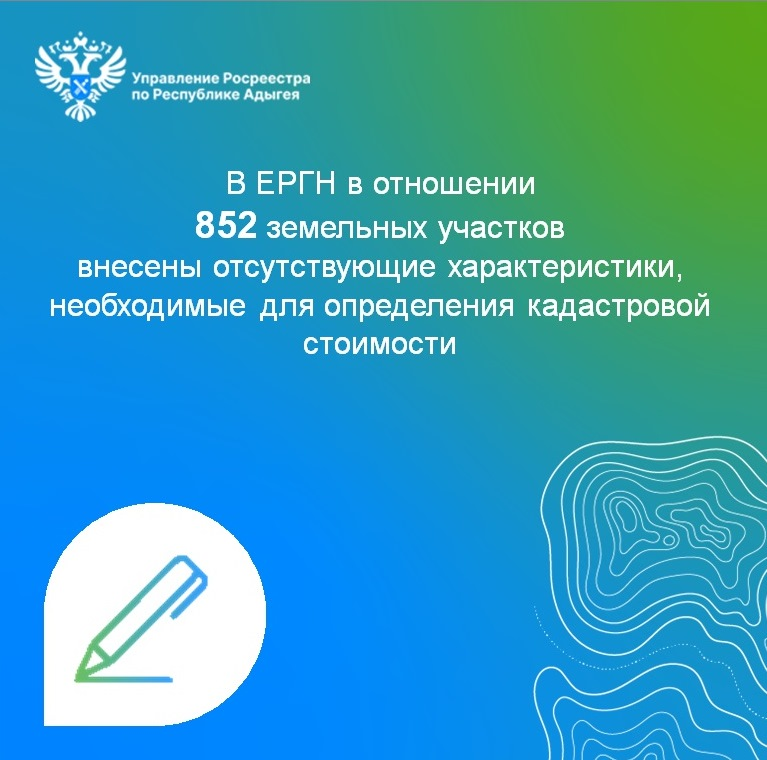 Управление Росреестра
по Республике Адыгея
В ЕРГН в отношении
852 земельных участков
внесены отсутствующие характеристики,
необходимые для определения кадастровой
стоимости